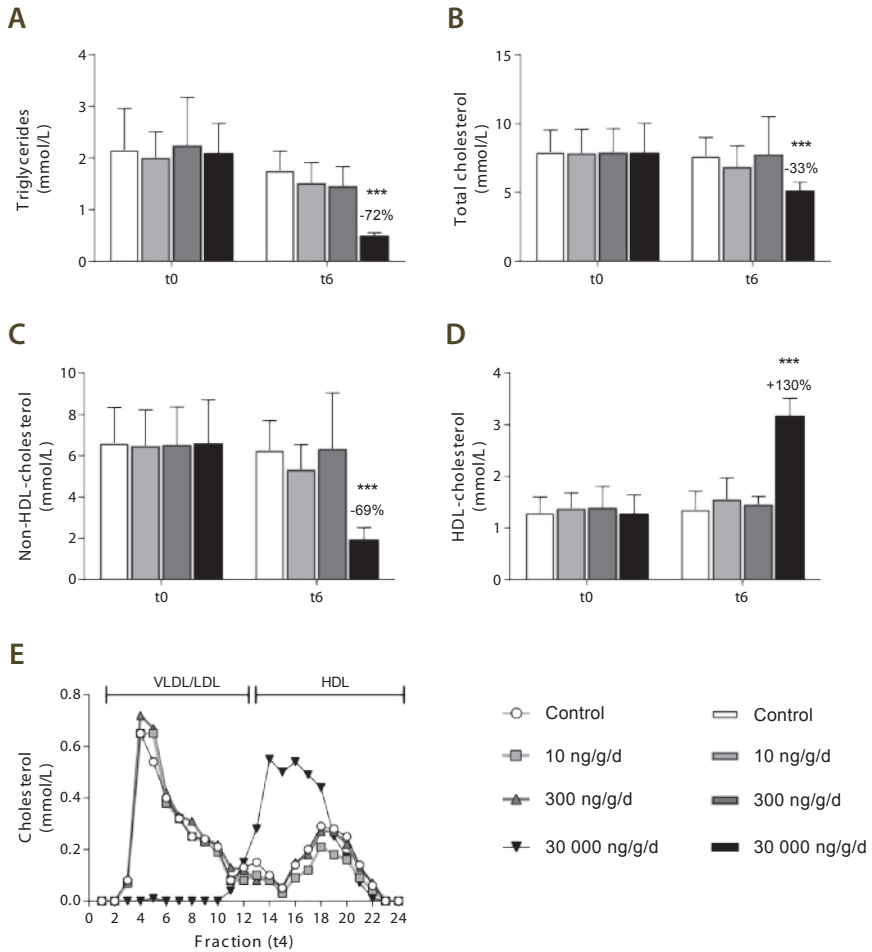 A
Triglycerides
(mmol/L)
4
3
2
1
0
***
-72%
t0
t6
B
Total cholesterol
(mmol/L)
15
10
5
0
***
-33%
t0
t6
C
Non-HDL-cholesterol
(mmol/L)
10
8
6
4
2
0
***
-69%
t0
t6
D
HDL-cholesterol
(mmol/L)
4
3
2
1
0
***
+130%
t0
t6
E
Cholesterol
(mmol/L)
0.8
0.6
0.4
0.2
0.0
VLDL/LDL
HDL
0 2 4 6 8 10 12 14 16 18 20 22 24
Fraction (t4)
Control
10 ng/g/d
300 ng/g/d
30 000 ng/g/d
Control
10 ng/g/d
300 ng/g/d
30 000 ng/g/d